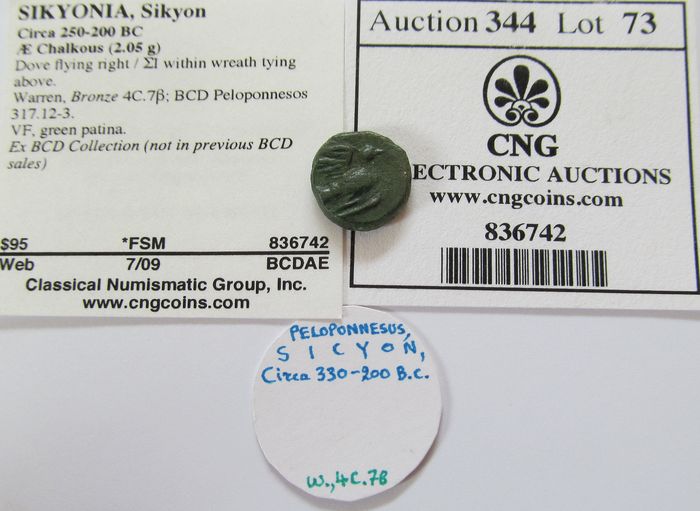 SIKYONIA, Sikyon
Circa 250-200 BC
Æ Chalkous (2.05 g)
Dove flying right / ΣΙ within wreath tying
above.
Warren, Bronze 4C.7β; BCD Peloponnesos
317.12-3.
VF, green patina.
Ex BCD Collection (not in previous BCD
sales)
$95 *FSM 836742
Web 7/09 BCDAE
Classical Numismatic Group, Inc.
www.cngcoins.com
Auction 344 Lot 73
CNG
ECTRONIC AUCTIONS
www.cngcoins.com
836742
PELOPONNESUS,
SICYON,
Circa 330-200 B.C.
W., 4C.7B